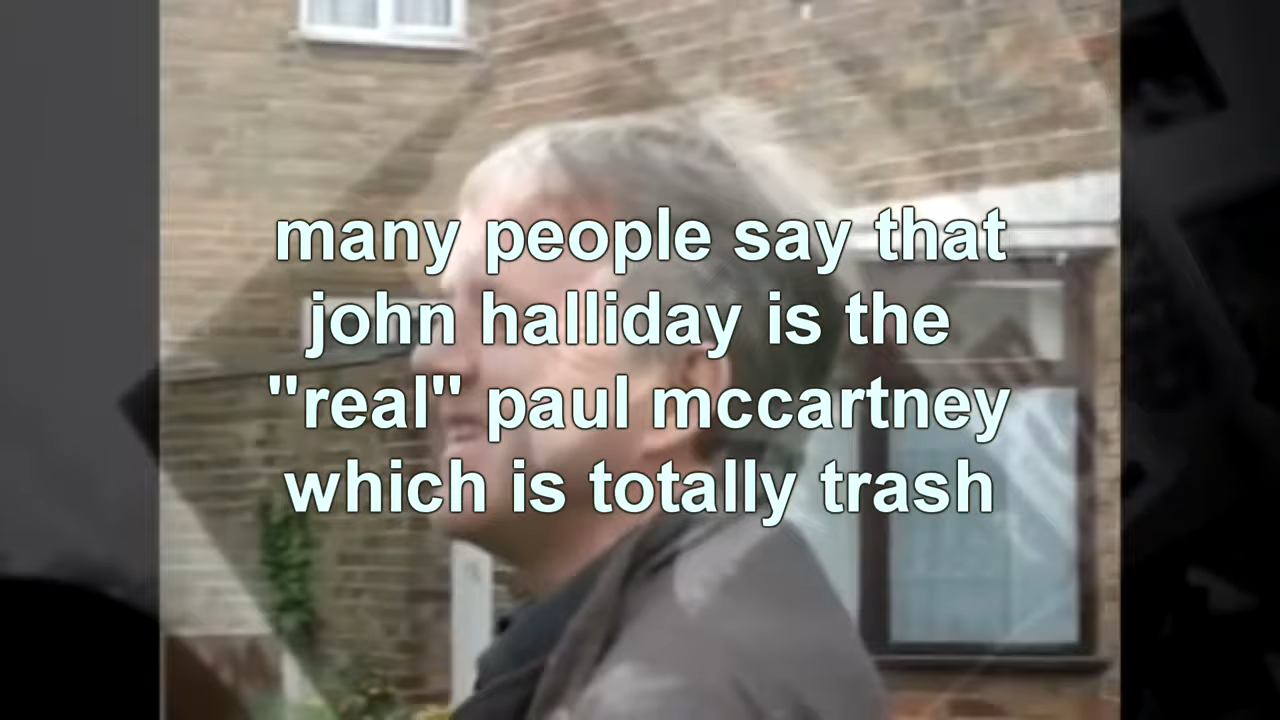 many people say that
john halliday is the
"real" paul mccartney
which is totally trash